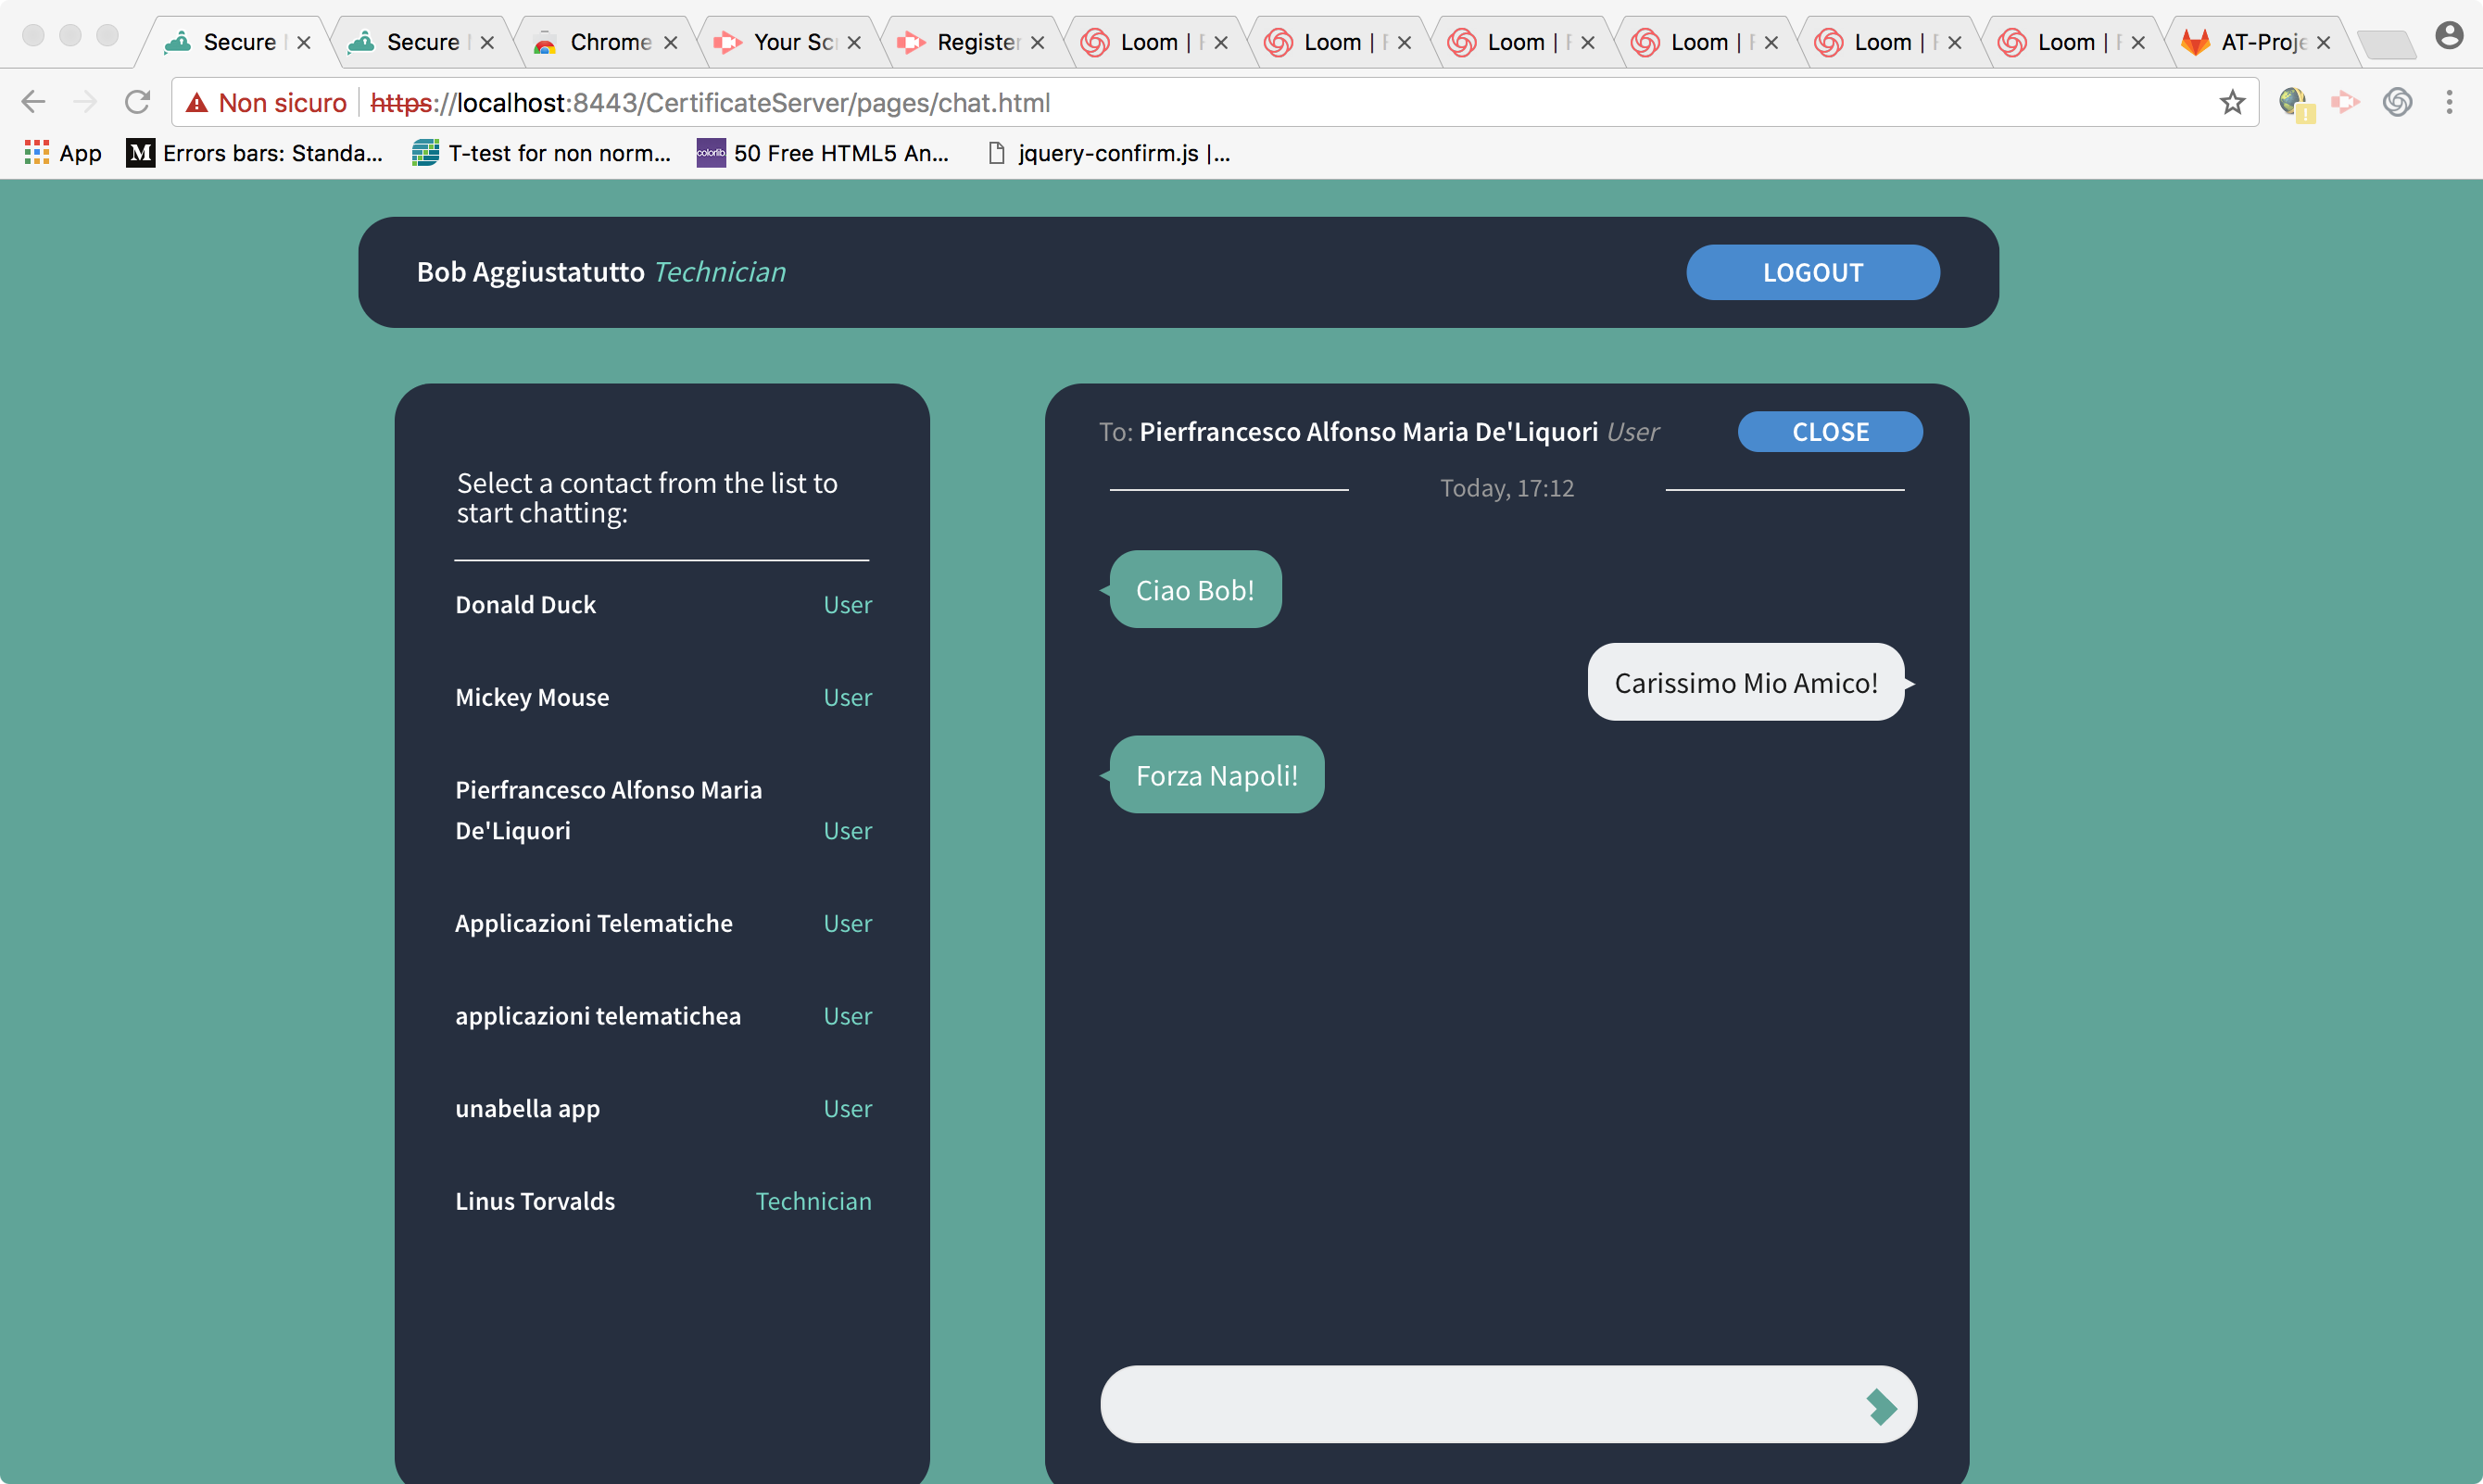 Secure
Secure
Chrome
Your Scr
Register
Loom |
Loom |
Loom |
Loom |
Loom |
Loom |
AT-Proje
Non sicuro
https://localhost:8443/CertificateServer/pages/chat.html
App
M
Errors bars: Standa...
T-test for non norm...
colorlib
50 Free HTML5 An...
jquery-confirm.js |...
Bob Aggiustatutto Technician
LOGOUT
Select a contact from the list to
start chatting:
Donald Duck User
Mickey Mouse User
Pierfrancesco Alfonso Maria
De'Liquori User
Applicazioni Telematiche User
applicazioni telematichea User
unabella app User
Linus Torvalds Technician
To: Pierfrancesco Alfonso Maria De'Liquori User
CLOSE
Today, 17:12
Ciao Bob!
Carissimo Mio Amico!
Forza Napoli!